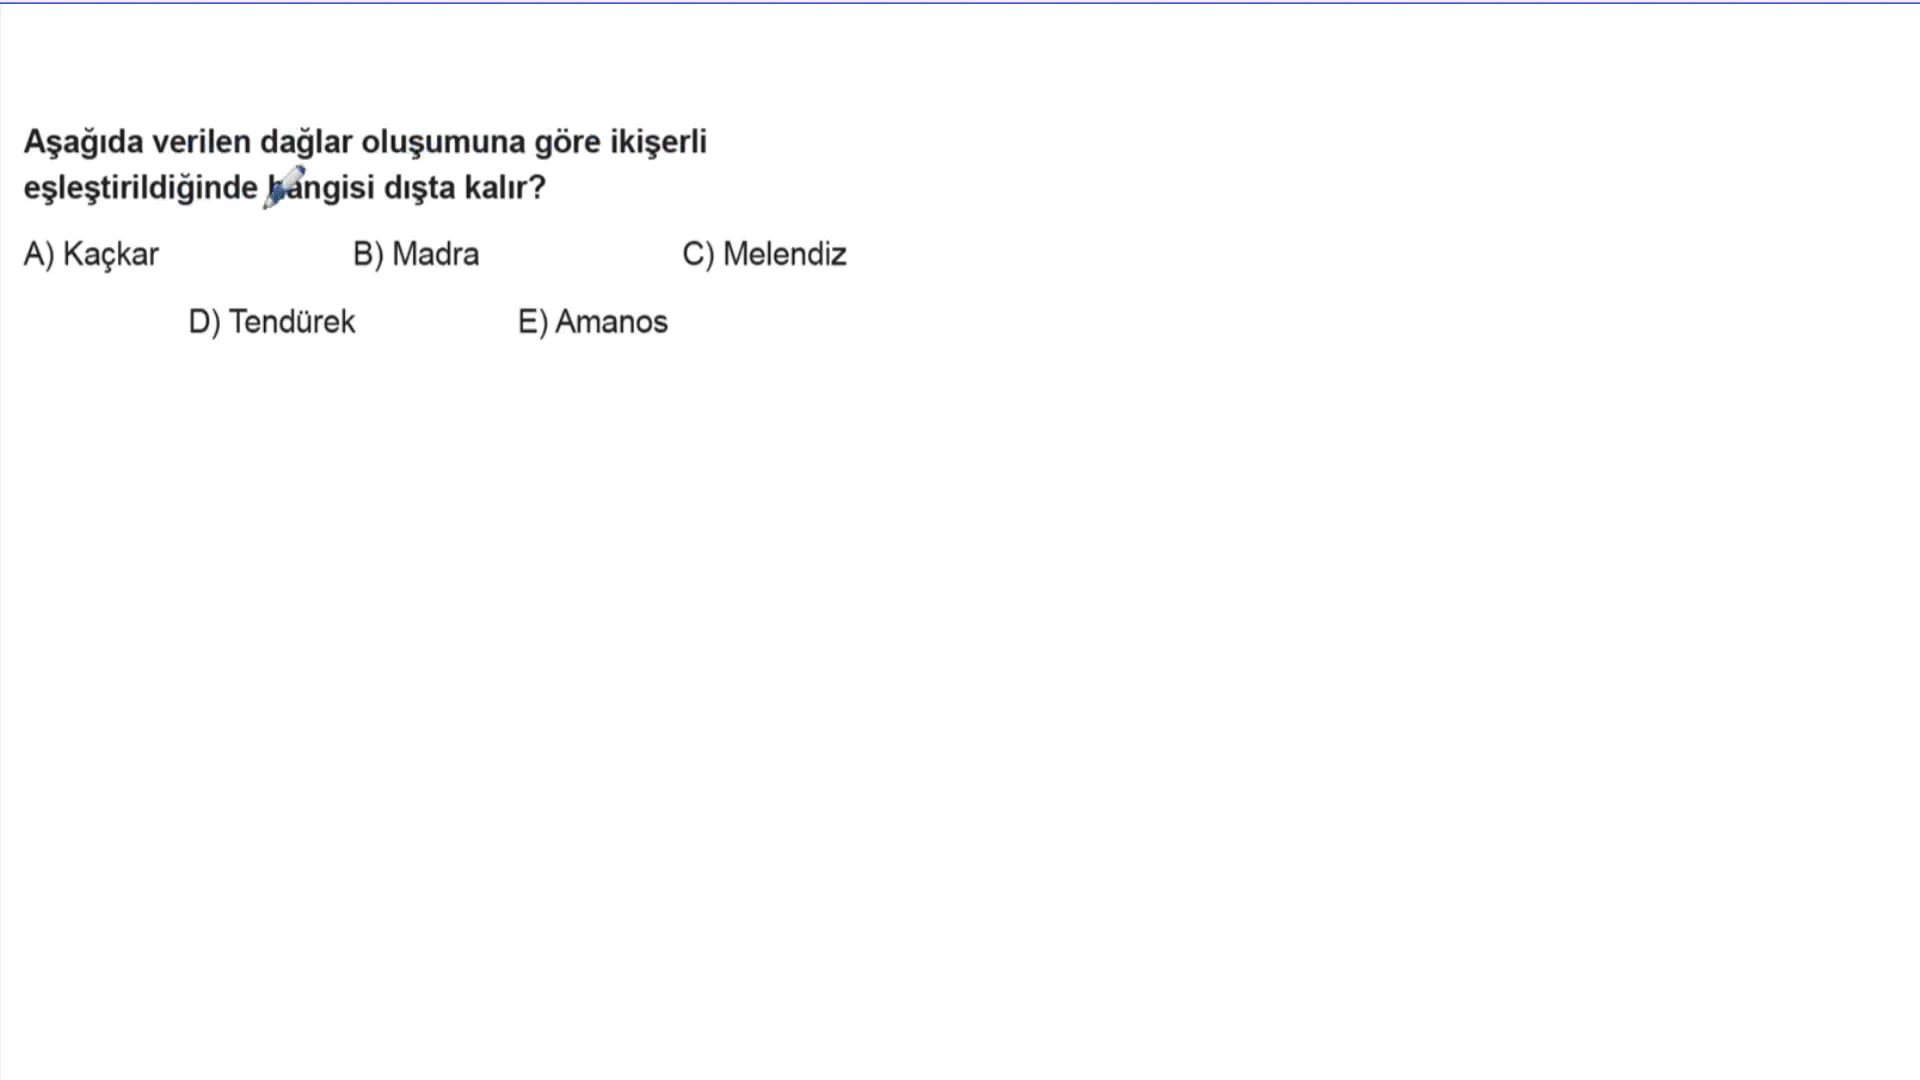 Aşağıda verilen dağlar oluşumuna göre ikişerli
eşleştirildiğinde hangisi dışta kalır?
A) Kaçkar B) Madra C) Melendiz
D) Tendürek E) Amanos